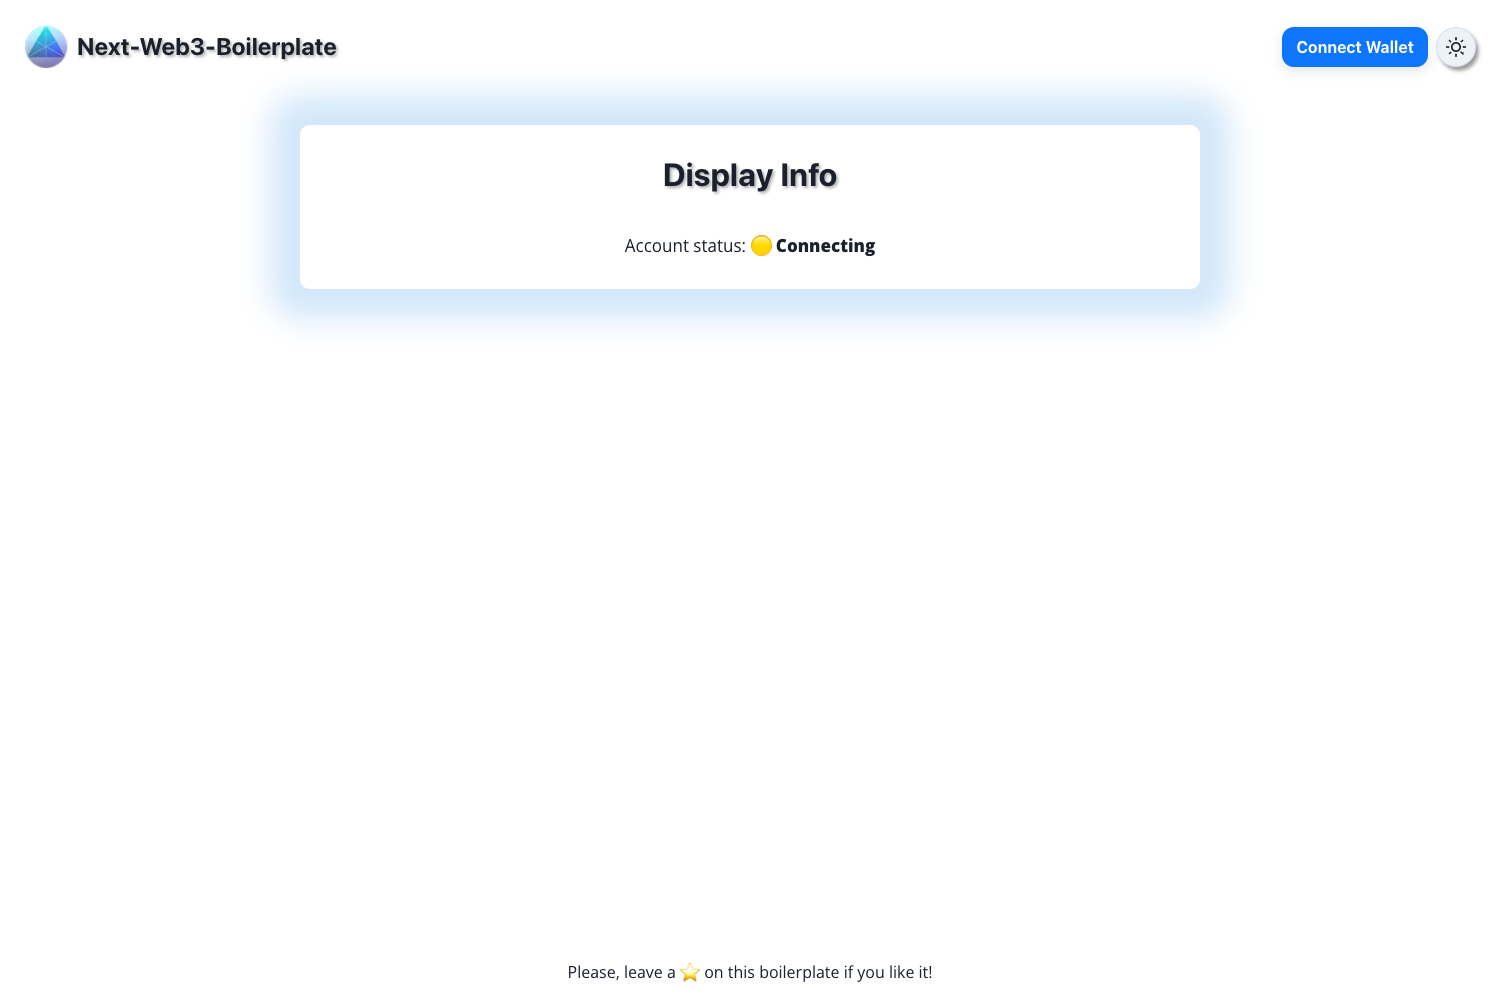 Next-Web3-Boilerplate
Connect Wallet
Display Info
Account status: 🟡 Connecting
Please, leave a ⭐ on this boilerplate if you like it!